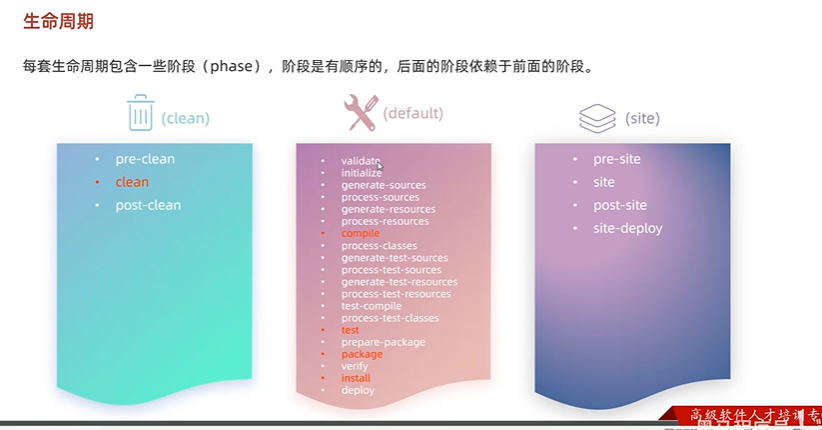 生命周期
每套生命周期包含一些阶段（phase），阶段是有顺序的，后面的阶段依赖于前面的阶段。
(clean)
• pre-clean
• clean
• post-clean
(default)
• validate
• initialize
• generate-sources
• process-sources
• generate-resources
• process-resources
• compile
• process-classes
• generate-test-sources
• process-test-sources
• generate-test-resources
• process-test-resources
• test-compile
• process-test-classes
• test
• prepare-package
• package
• verify
• install
• deploy
(site)
• pre-site
• site
• post-site
• site-deploy
高级软件人才培训专